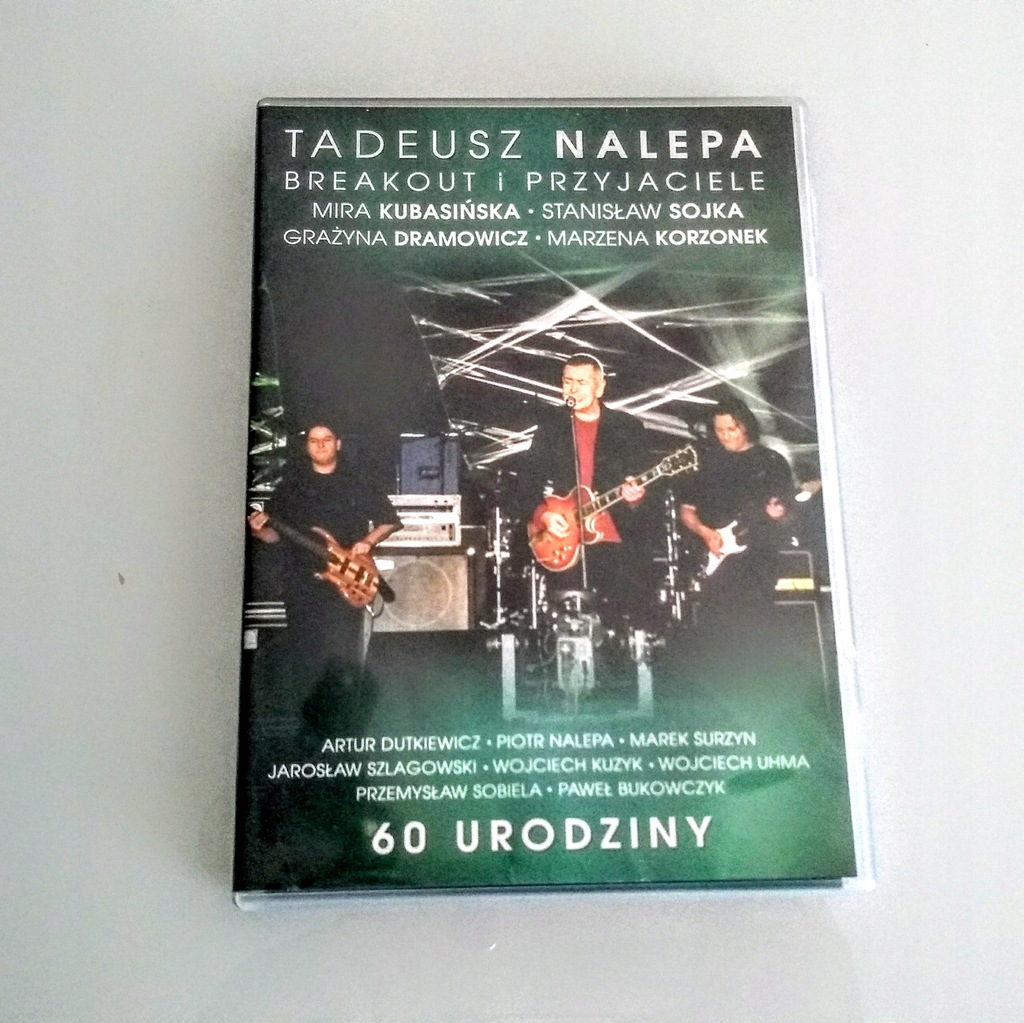 TADEUSZ NALEPA
BREAKOUT i PRZYJACIELE
MIRA KUBASIŃSKA • STANISŁAW SOJKA
GRAŻYNA DRAMOWICZ • MARZENA KORZONEK
ARTUR DUTKIEWICZ • PIOTR NALEPA • MAREK SURZYN
JAROSŁAW SZLAGOWSKI • WOJCIECH KUZYK • WOJCIECH UHMA
PRZEMYSŁAW SOBIELA • PAWEŁ BUKOWCZYK
60 URODZINY